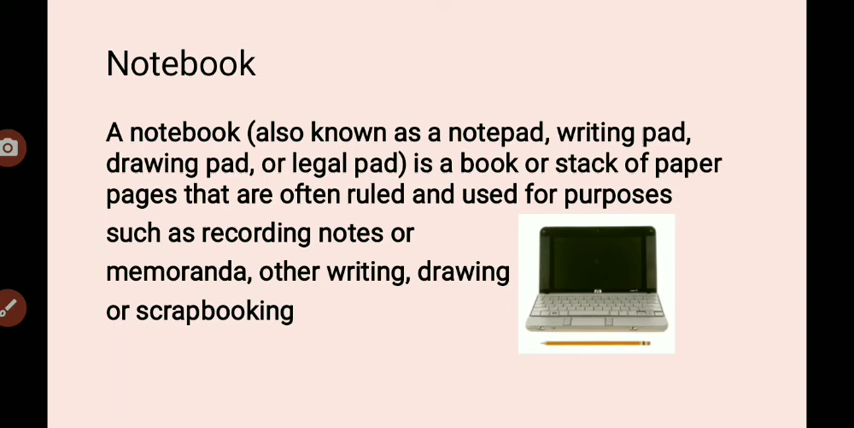 Notebook
A notebook (also known as a notepad, writing pad,
drawing pad, or legal pad) is a book or stack of paper
pages that are often ruled and used for purposes
such as recording notes or
memoranda, other writing, drawing
or scrapbooking